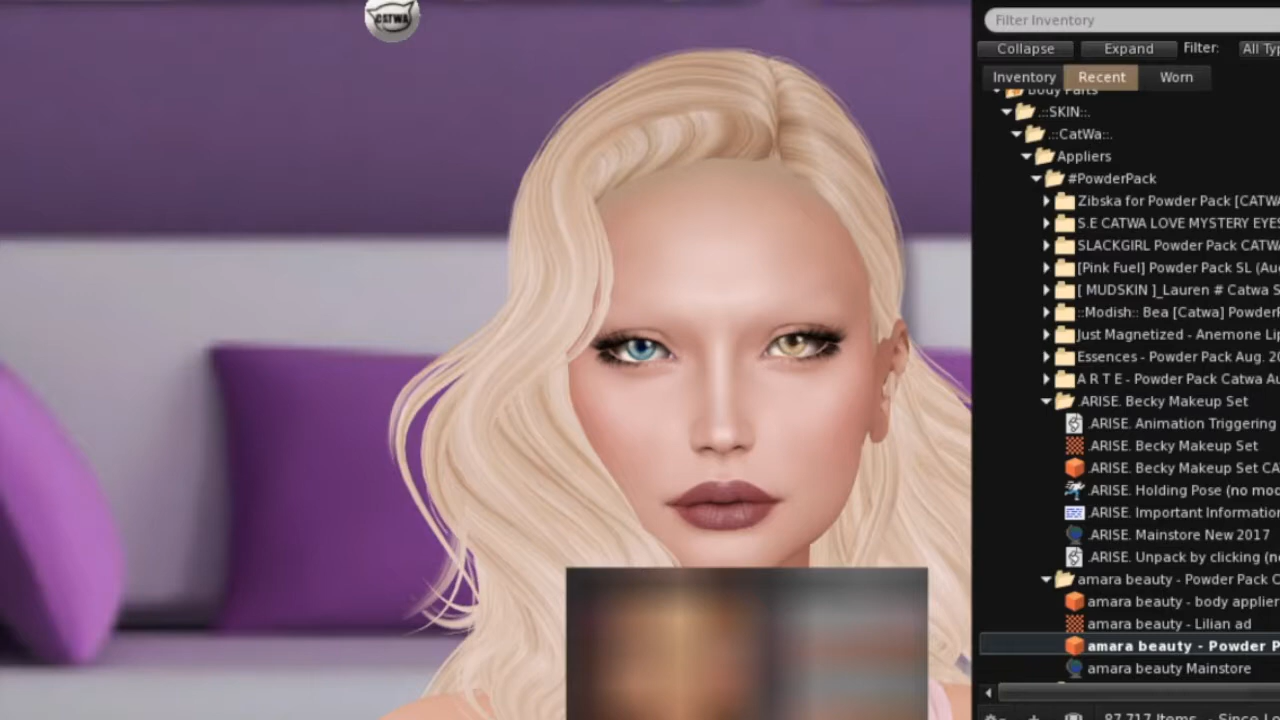 CATWA
Filter Inventory
Collapse Expand Filter: All Ty
Inventory Recent Worn
Body Parts
.::SKIN::.
.::CatWa::.
Appliers
#PowderPack
Zibska for Powder Pack [CATWA
S.E CATWA LOVE MYSTERY EYES
SLACKGIRL Powder Pack CATW
[Pink Fuel] Powder Pack SL (Au
[ MUDSKIN ]_Lauren # Catwa S
::Modish:: Bea [Catwa] Powder
Just Magnetized - Anemone Li
Essences - Powder Pack Aug. 20
A R T E - Powder Pack Catwa Au
.ARISE. Becky Makeup Set
.ARISE. Animation Triggering
.ARISE. Becky Makeup Set
.ARISE. Becky Makeup Set CA
.ARISE. Holding Pose (no mo
.ARISE. Important Information
.ARISE. Mainstore New 2017
.ARISE. Unpack by clicking (n
amara beauty - Powder Pack C
amara beauty - body applier
amara beauty - Lilian ad
amara beauty - Powder P
amara beauty Mainstore
87,717 Items